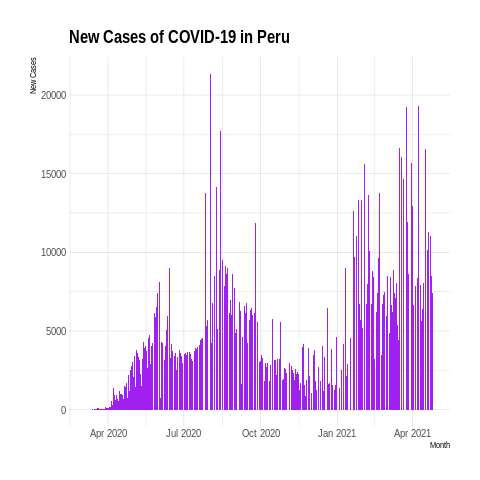 New Cases of COVID-19 in Peru
New Cases
20000
15000
10000
5000
0
Apr 2020 Jul 2020 Oct 2020 Jan 2021 Apr 2021
Month